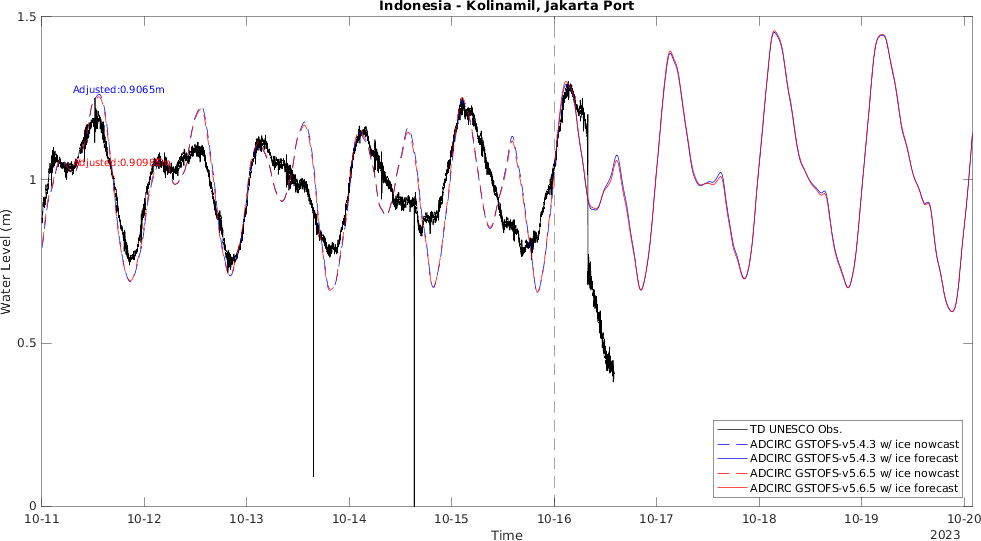 Indonesia - Kolinamil, Jakarta Port
1.5
Adjusted:0.9065m
1
0.5
0
Water Level (m)
TD UNESCO Obs.
ADCIRC GSTOFS-v5.4.3 w/ ice nowcast
ADCIRC GSTOFS-v5.4.3 w/ ice forecast
ADCIRC GSTOFS-v5.6.5 w/ ice nowcast
ADCIRC GSTOFS-v5.6.5 w/ ice forecast
10-11 10-12 10-13 10-14 10-15 10-16 10-17 10-18 10-19 10-20
Time
2023